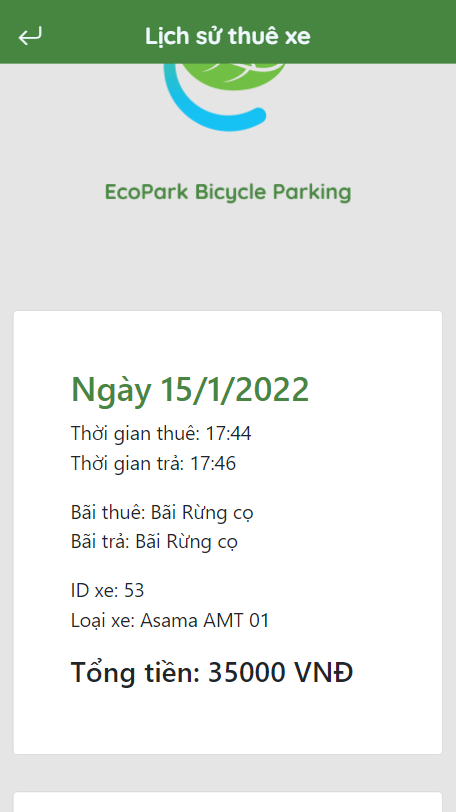 Lịch sử thuê xe
EcoPark Bicycle Parking
Ngày 15/1/2022
Thời gian thuê: 17:44
Thời gian trả: 17:46
Bãi thuê: Bãi Rừng cọ
Bãi trả: Bãi Rừng cọ
ID xe: 53
Loại xe: Asama AMT 01
Tổng tiền: 35000 VNĐ